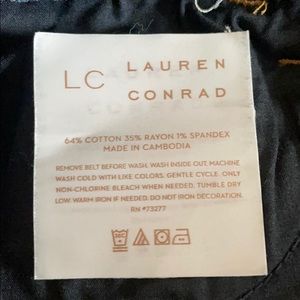 LC LAUREN
CONRAD
64% COTTON 35% RAYON 1% SPANDEX
MADE IN CAMBODIA
REMOVE BELT BEFORE WASH. WASH INSIDE OUT. MACHINE
WASH COLD WITH LIKE COLORS. GENTLE CYCLE. ONLY
NON-CHLORINE BLEACH WHEN NEEDED. TUMBLE DRY
LOW. WARM IRON IF NEEDED. DO NOT IRON DECORATION.
RN #73277